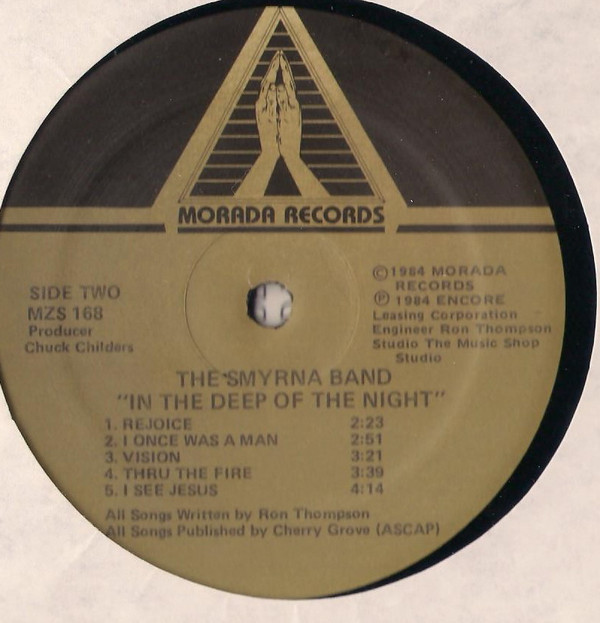 MORADA RECORDS
SIDE TWO
MZS 168
Producer
Chuck Childers
©1984 MORADA
RECORDS
℗ 1984 ENCORE
Leasing Corporation
Engineer Ron Thompson
Studio The Music Shop
Studio
THE SMYRNA BAND
"IN THE DEEP OF THE NIGHT"
1. REJOICE 2:23
2. I ONCE WAS A MAN 2:51
3. VISION 3:21
4. THRU THE FIRE 3:39
5. I SEE JESUS 4:14
All Songs Written by Ron Thompson
All Songs Published by Cherry Grove (ASCAP)